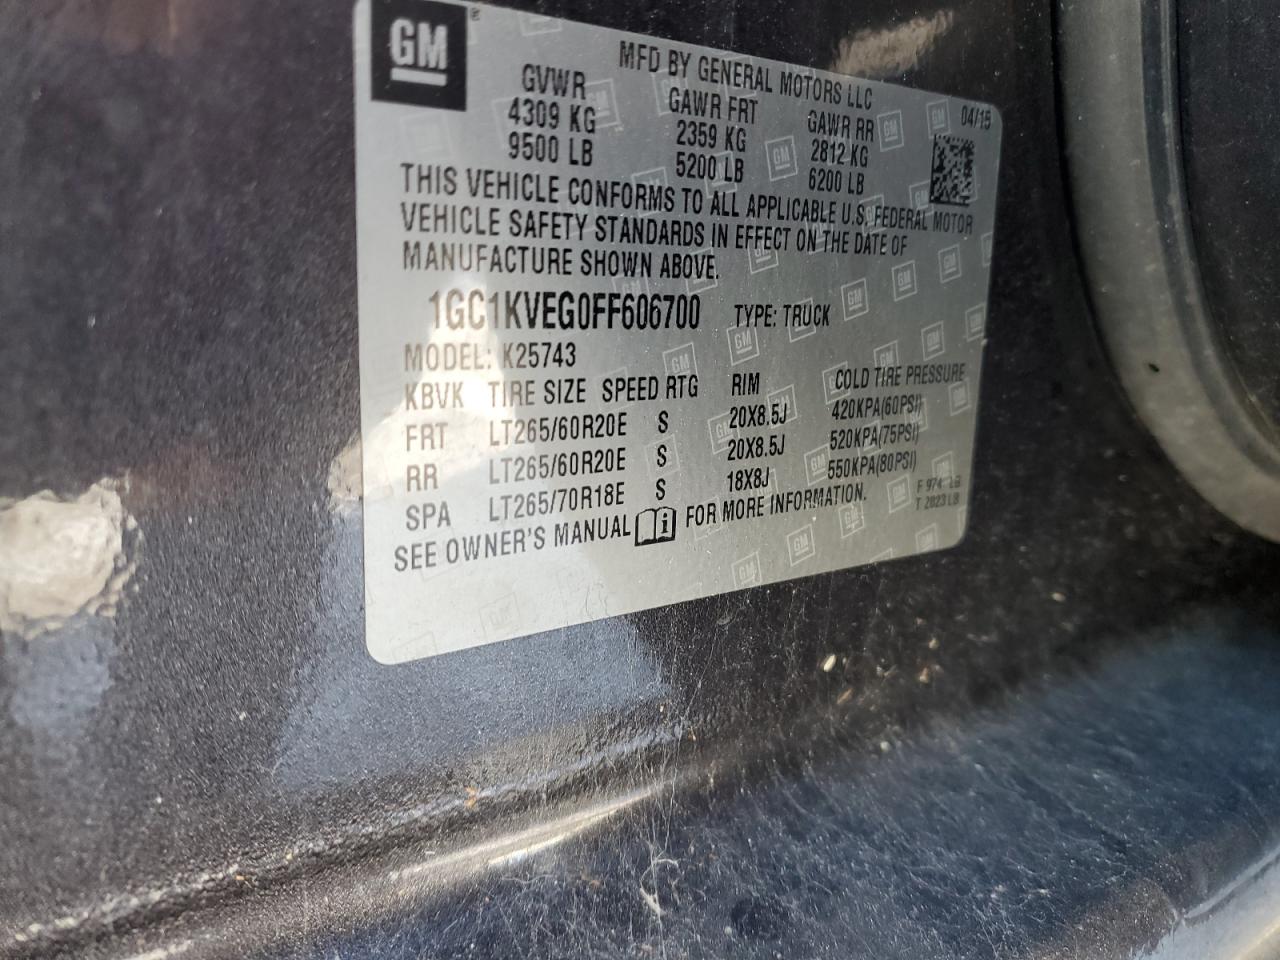 GM
MFD BY GENERAL MOTORS LLC
04/15
GVWR GAWR FRT GAWR RR
4309 KG 2359 KG 2812 KG
9500 LB 5200 LB 6200 LB
THIS VEHICLE CONFORMS TO ALL APPLICABLE U.S. FEDERAL MOTOR
VEHICLE SAFETY STANDARDS IN EFFECT ON THE DATE OF
MANUFACTURE SHOWN ABOVE.
1GC1KVEG0FF606700 TYPE: TRUCK
MODEL: K25743
KBVK TIRE SIZE SPEED RTG RIM COLD TIRE PRESSURE
FRT LT265/60R20E S 20X8.5J 420KPA(60PSI)
RR LT265/60R20E S 20X8.5J 520KPA(75PSI)
SPA LT265/70R18E S 18X8J 550KPA(80PSI)
SEE OWNER'S MANUAL FOR MORE INFORMATION.
F 974 LB
T 2823 LB